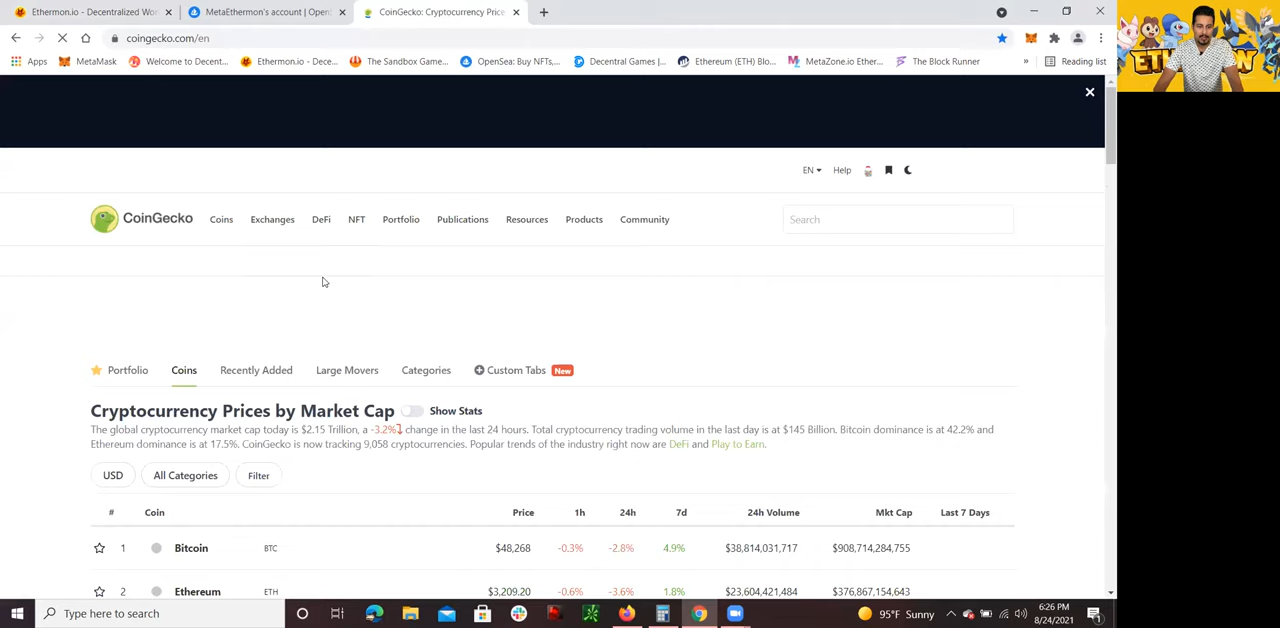 Ethermon.io - Decentralized Wo
MetaEthermon's account | Open
CoinGecko: Cryptocurrency Price
coingecko.com/en
Apps
MetaMask
Welcome to Decent...
Ethermon.io - Dece...
The Sandbox Game...
OpenSea: Buy NFTs,...
Decentral Games |...
Ethereum (ETH) Blo...
MetaZone.io Ether...
The Block Runner
»
Reading list
EN
Help
CoinGecko
Coins
Exchanges
DeFi
NFT
Portfolio
Publications
Resources
Products
Community
Search
Portfolio
Coins
Recently Added
Large Movers
Categories
Custom Tabs
New
Cryptocurrency Prices by Market Cap
Show Stats
The global cryptocurrency market cap today is $2.15 Trillion, a -3.2% change in the last 24 hours. Total cryptocurrency trading volume in the last day is at $145 Billion. Bitcoin dominance is at 42.2% and
Ethereum dominance is at 17.5%. CoinGecko is now tracking 9,058 cryptocurrencies. Popular trends of the industry right now are DeFi and Play to Earn.
USD
All Categories
Filter
# Coin Price 1h 24h 7d 24h Volume Mkt Cap Last 7 Days
1 Bitcoin BTC $48,268 -0.3% -2.8% 4.9% $38,814,031,717 $908,714,284,755
2 Ethereum ETH $3,209.20 -0.6% -3.6% 1.8% $23,604,421,484 $376,867,154,643
Type here to search
95°F Sunny
6:26 PM
8/24/2021
1